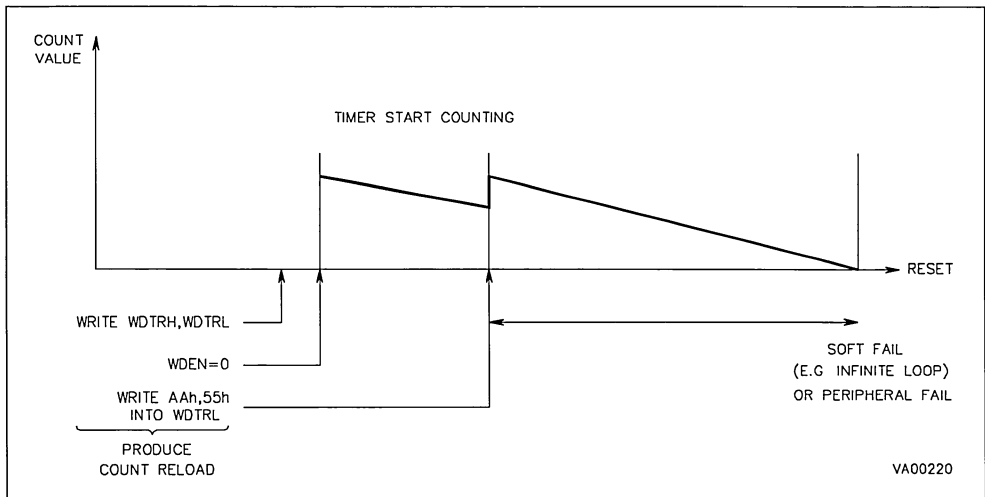 COUNT
VALUE
TIMER START COUNTING
RESET
WRITE WDTRH,WDTRL
WDEN=0
WRITE AAh,55h
INTO WDTRL
PRODUCE
COUNT RELOAD
SOFT FAIL
(E.G INFINITE LOOP)
OR PERIPHERAL FAIL
VA00220